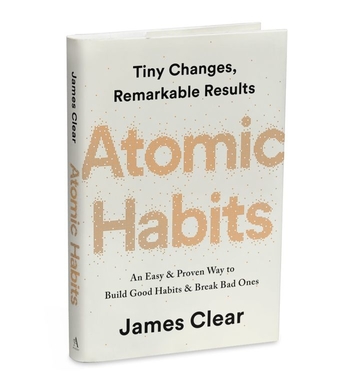 Tiny Changes,
Remarkable Results
Atomic
Habits
An Easy & Proven Way to
Build Good Habits & Break Bad Ones
James Clear
James Clear
Atomic Habits